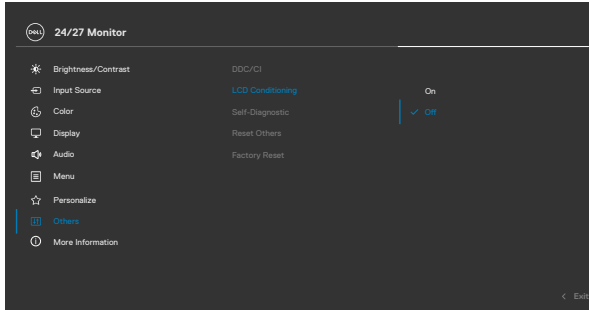 DELL 24/27 Monitor
Brightness/Contrast DDC/CI
Input Source LCD Conditioning On
Color Self-Diagnostic Off
Display Reset Others
Audio Factory Reset
Menu
Personalize
Others
More Information
< Exit